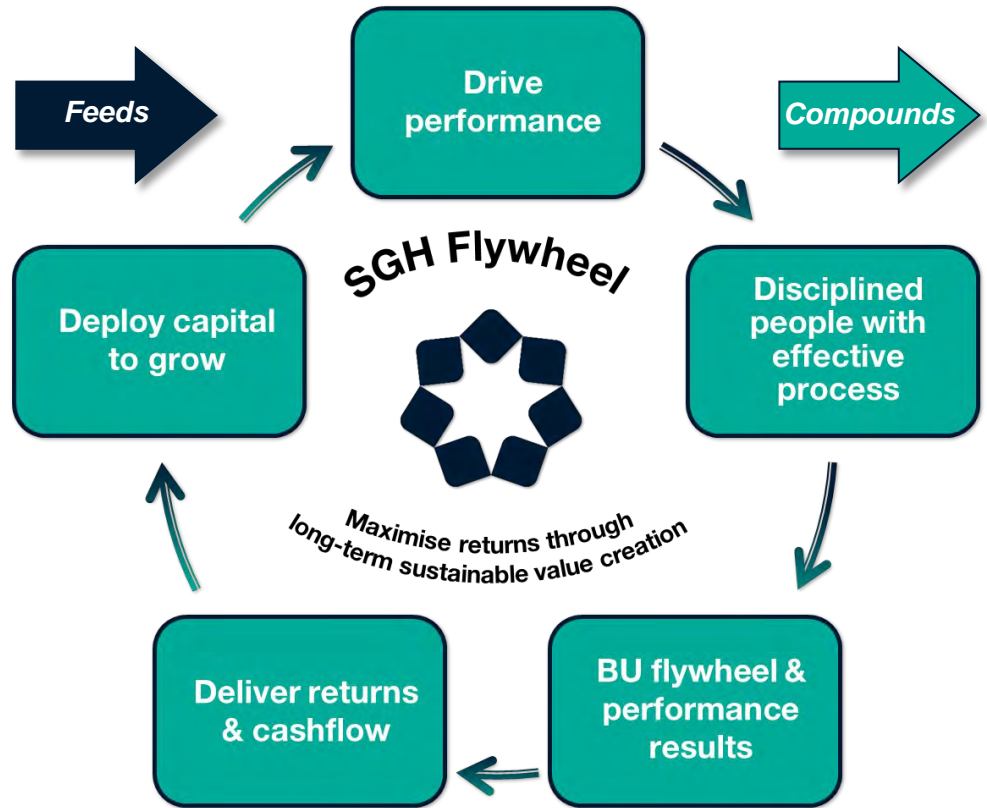 Feeds
Drive
performance
Compounds
SGH Flywheel
Deploy capital
to grow
Disciplined
people with
effective
process
Maximise returns through
long-term sustainable value creation
Deliver returns
& cashflow
BU flywheel &
performance
results